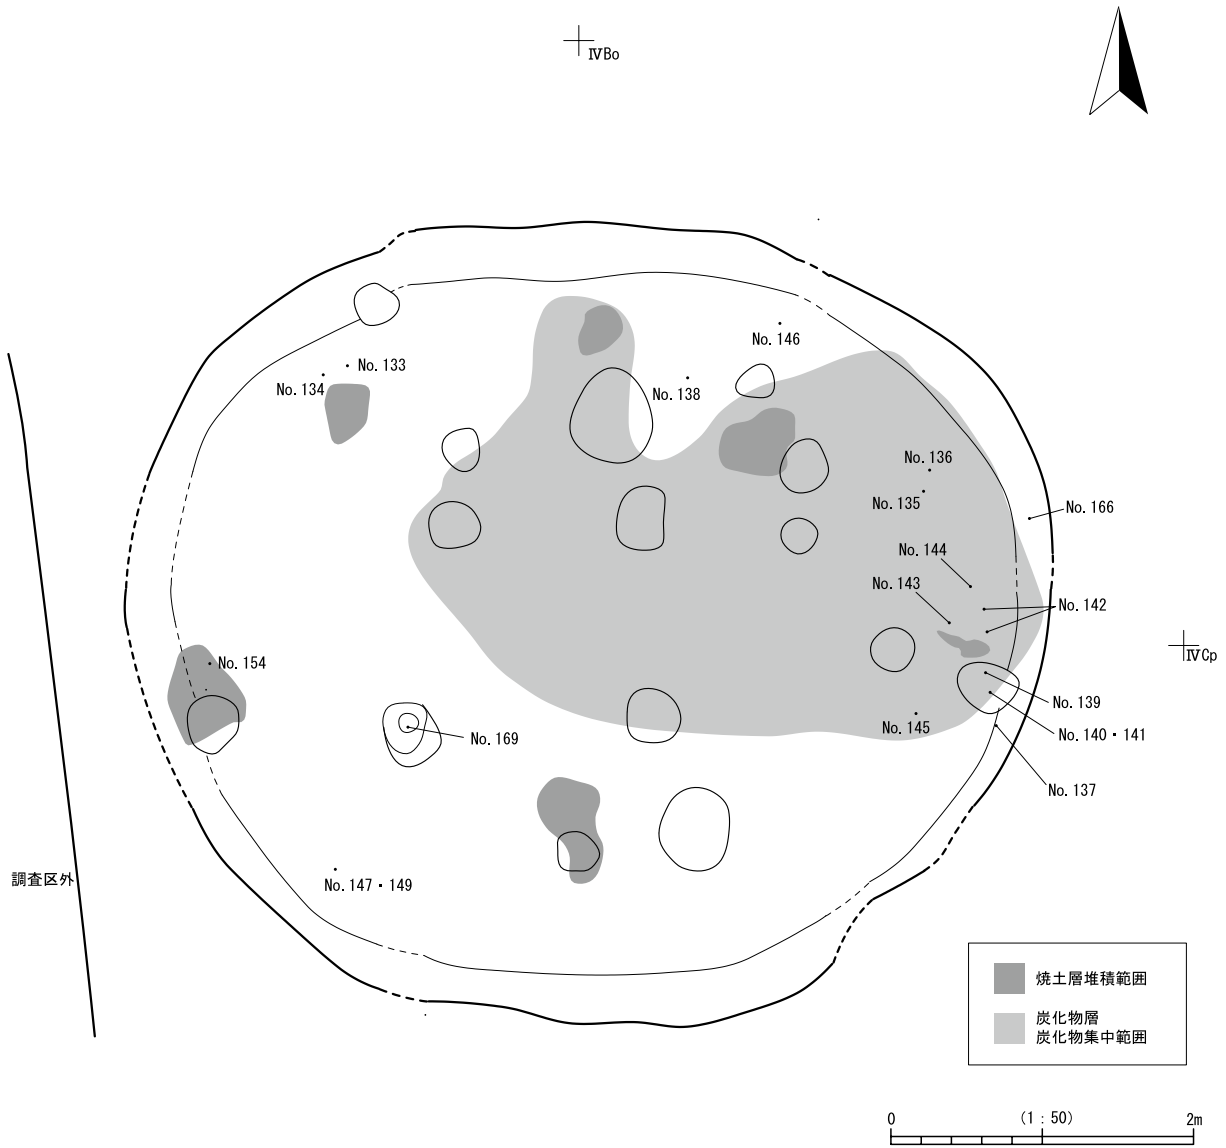 ⅣBo
No. 146
No. 133
No. 134
No. 138
No. 136
No. 135
No. 166
No. 144
No. 143
No. 142
ⅣCp
No. 154
No. 139
No. 145
No. 140・141
No. 169
No. 137
調査区外
No. 147・149
焼土層堆積範囲
炭化物層
炭化物集中範囲
0 (1 : 50) 2m